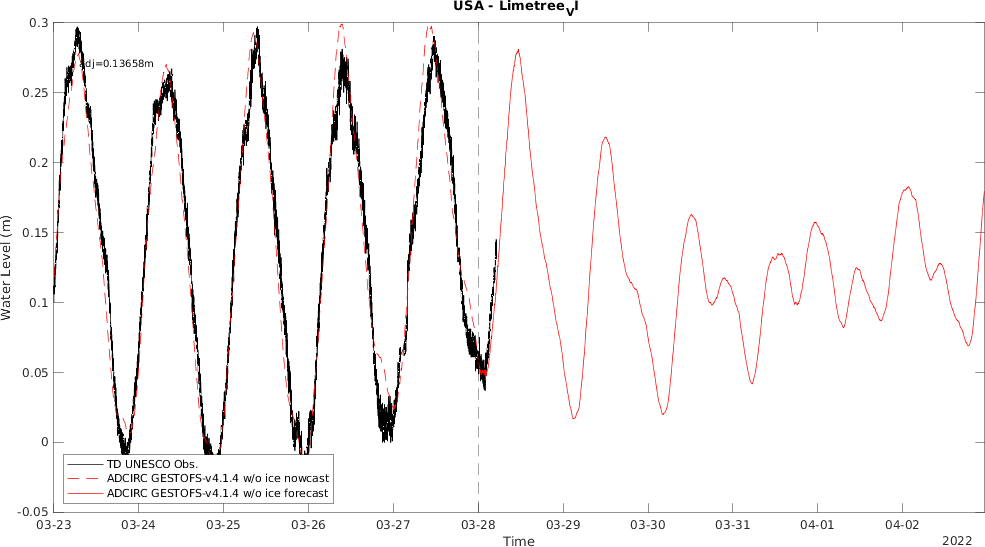 USA - LimetreeVI
0.3
0.25
0.2
0.15
0.1
0.05
0
-0.05
Water Level (m)
dj=0.13658m
TD UNESCO Obs.
ADCIRC GESTOFS-v4.1.4 w/o ice nowcast
ADCIRC GESTOFS-v4.1.4 w/o ice forecast
03-23 03-24 03-25 03-26 03-27 03-28 03-29 03-30 03-31 04-01 04-02
Time
2022